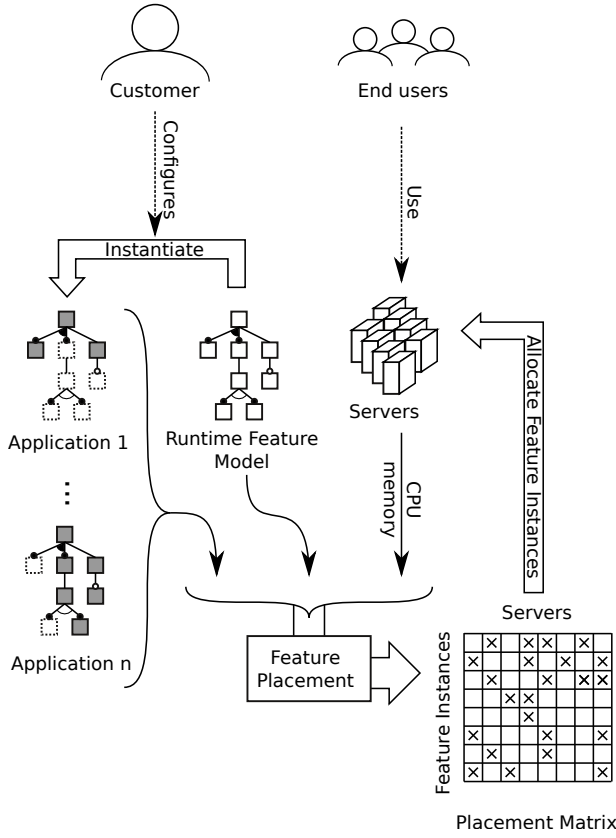 Customer
End users
Configures
Use
Instantiate
Application 1
Runtime Feature
Model
Servers
Allocate Feature Instances
CPU
memory
...
Application n
Feature
Placement
Servers
Feature Instances
Placement Matrix